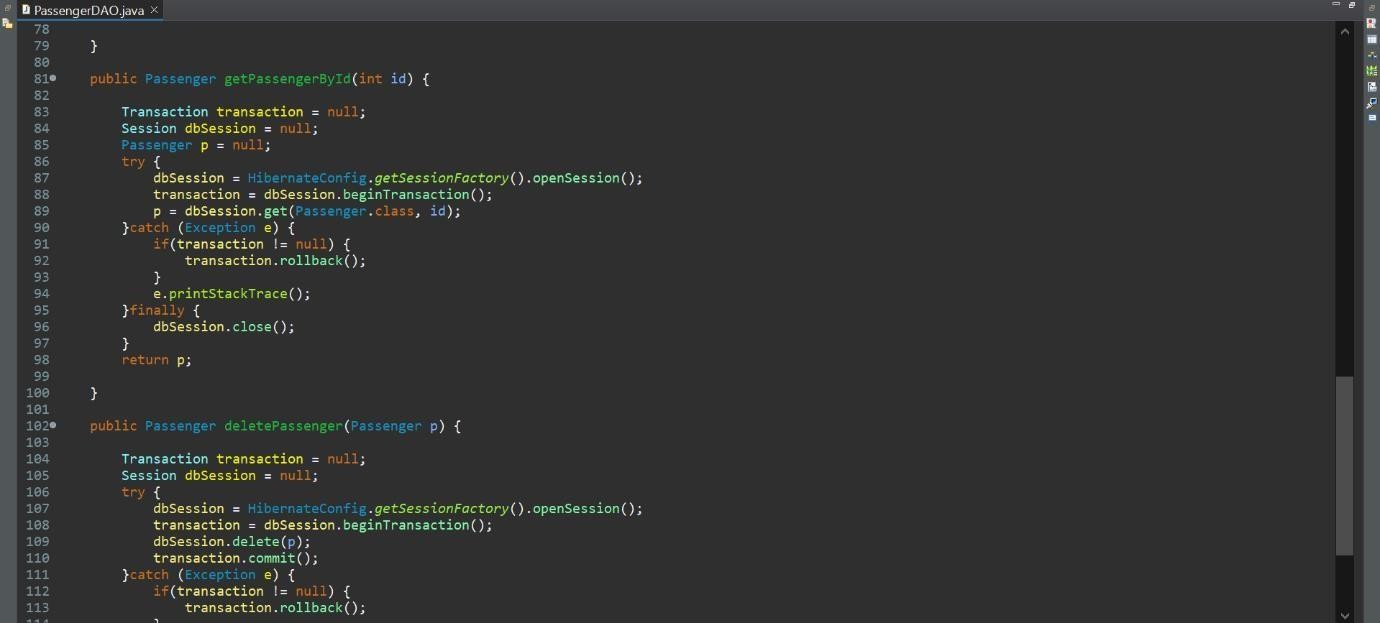 PassengerDAO.java
78
79 }
80
81 public Passenger getPassengerById(int id) {
82
83 Transaction transaction = null;
84 Session dbSession = null;
85 Passenger p = null;
86 try {
87 dbSession = HibernateConfig.getSessionFactory().openSession();
88 transaction = dbSession.beginTransaction();
89 p = dbSession.get(Passenger.class, id);
90 }catch (Exception e) {
91 if(transaction != null) {
92 transaction.rollback();
93 }
94 e.printStackTrace();
95 }finally {
96 dbSession.close();
97 }
98 return p;
99
100 }
101
102 public Passenger deletePassenger(Passenger p) {
103
104 Transaction transaction = null;
105 Session dbSession = null;
106 try {
107 dbSession = HibernateConfig.getSessionFactory().openSession();
108 transaction = dbSession.beginTransaction();
109 dbSession.delete(p);
110 transaction.commit();
111 }catch (Exception e) {
112 if(transaction != null) {
113 transaction.rollback();